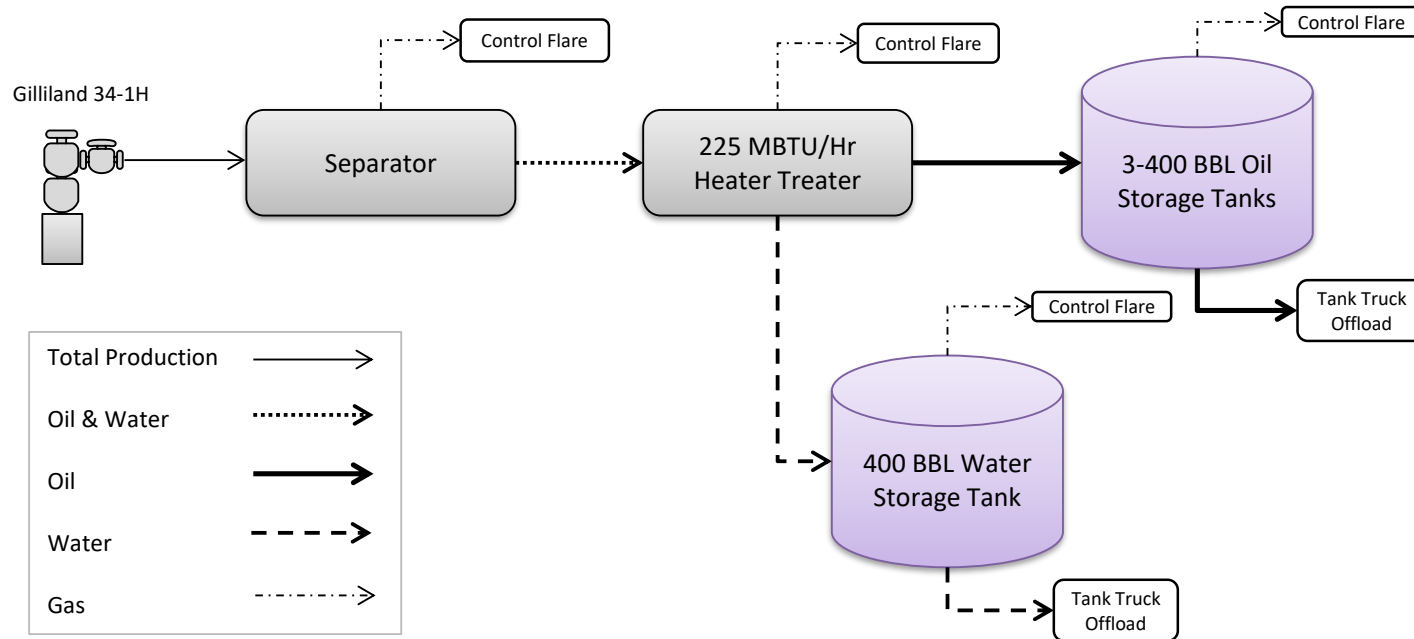 Control Flare
Control Flare
Control Flare
Gilliland 34-1H
Separator
225 MBTU/Hr
Heater Treater
3-400 BBL Oil
Storage Tanks
Tank Truck
Offload
Control Flare
Total Production
Oil & Water
Oil
Water
Gas
400 BBL Water
Storage Tank
Tank Truck
Offload